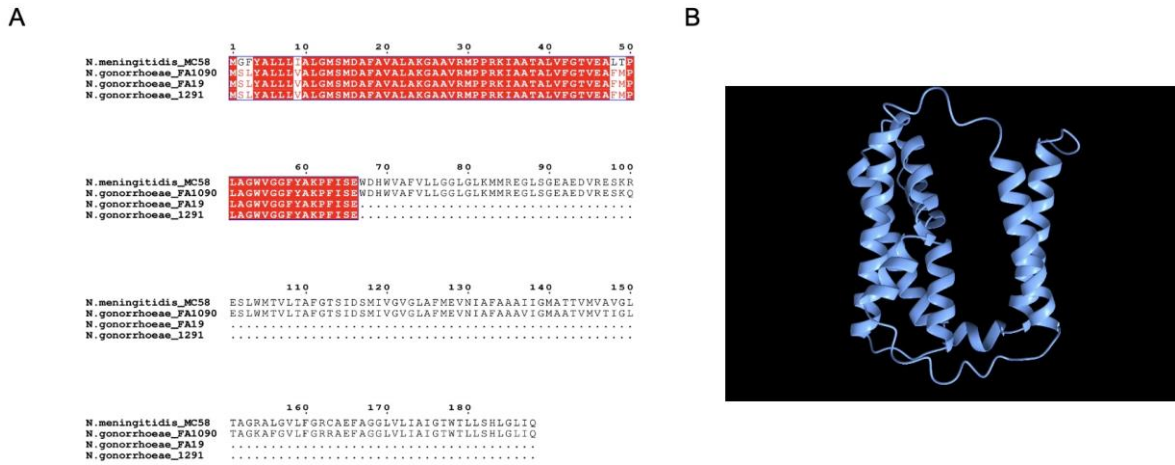 A
B
1 10 20 30 40 50
N.meningitidis_MC58 MGFYALLLIALGMSMDAFAVALAKGAAVRMPPRKIAATALVFGTVEALTP
N.gonorrhoeae_FA1090 MSLYALLLVALGMSMDAFAVALAKGAAVRMPPRKIAATALVFGTVEAFMP
N.gonorrhoeae_FA19 MSLYALLLVALGMSMDAFAVALAKGAAVRMPPRKIAATALVFGTVEAFMP
N.gonorrhoeae_1291 MSLYALLLVALGMSMDAFAVALAKGAAVRMPPRKIAATALVFGTVEAFMP
60 70 80 90 100
N.meningitidis_MC58 LAGWVGGFYAKPFISEWDHWVAFVLLGGLGLKMMREGLSGEAEDVRESKR
N.gonorrhoeae_FA1090 LAGWVGGFYAKPFISEWDHWVAFVLLGGLGLKMMREGLSGEAEDVRESKQ
N.gonorrhoeae_FA19 LAGWVGGFYAKPFISE..................................
N.gonorrhoeae_1291 LAGWVGGFYAKPFISE..................................
110 120 130 140 150
N.meningitidis_MC58 ESLWMTVLTAFGTSIDSMIVGVGLAFMEVNIAFAAAIIGMATTVMVAVGL
N.gonorrhoeae_FA1090 ESLWMTVLTAFGTSIDSMIVGVGLAFMEVNIAFAAAVIGMATTVMVTIGL
N.gonorrhoeae_FA19 ..................................................
N.gonorrhoeae_1291 ..................................................
160 170 180
N.meningitidis_MC58 TAGRALGVLFGRCAEFAGGLVLIAIGTWTLLSHLGLIQ
N.gonorrhoeae_FA1090 TAGKAFGVLFGRRAEFAGGLVLIAIGTWTLLSHLGLIQ
N.gonorrhoeae_FA19 ......................................
N.gonorrhoeae_1291 ......................................